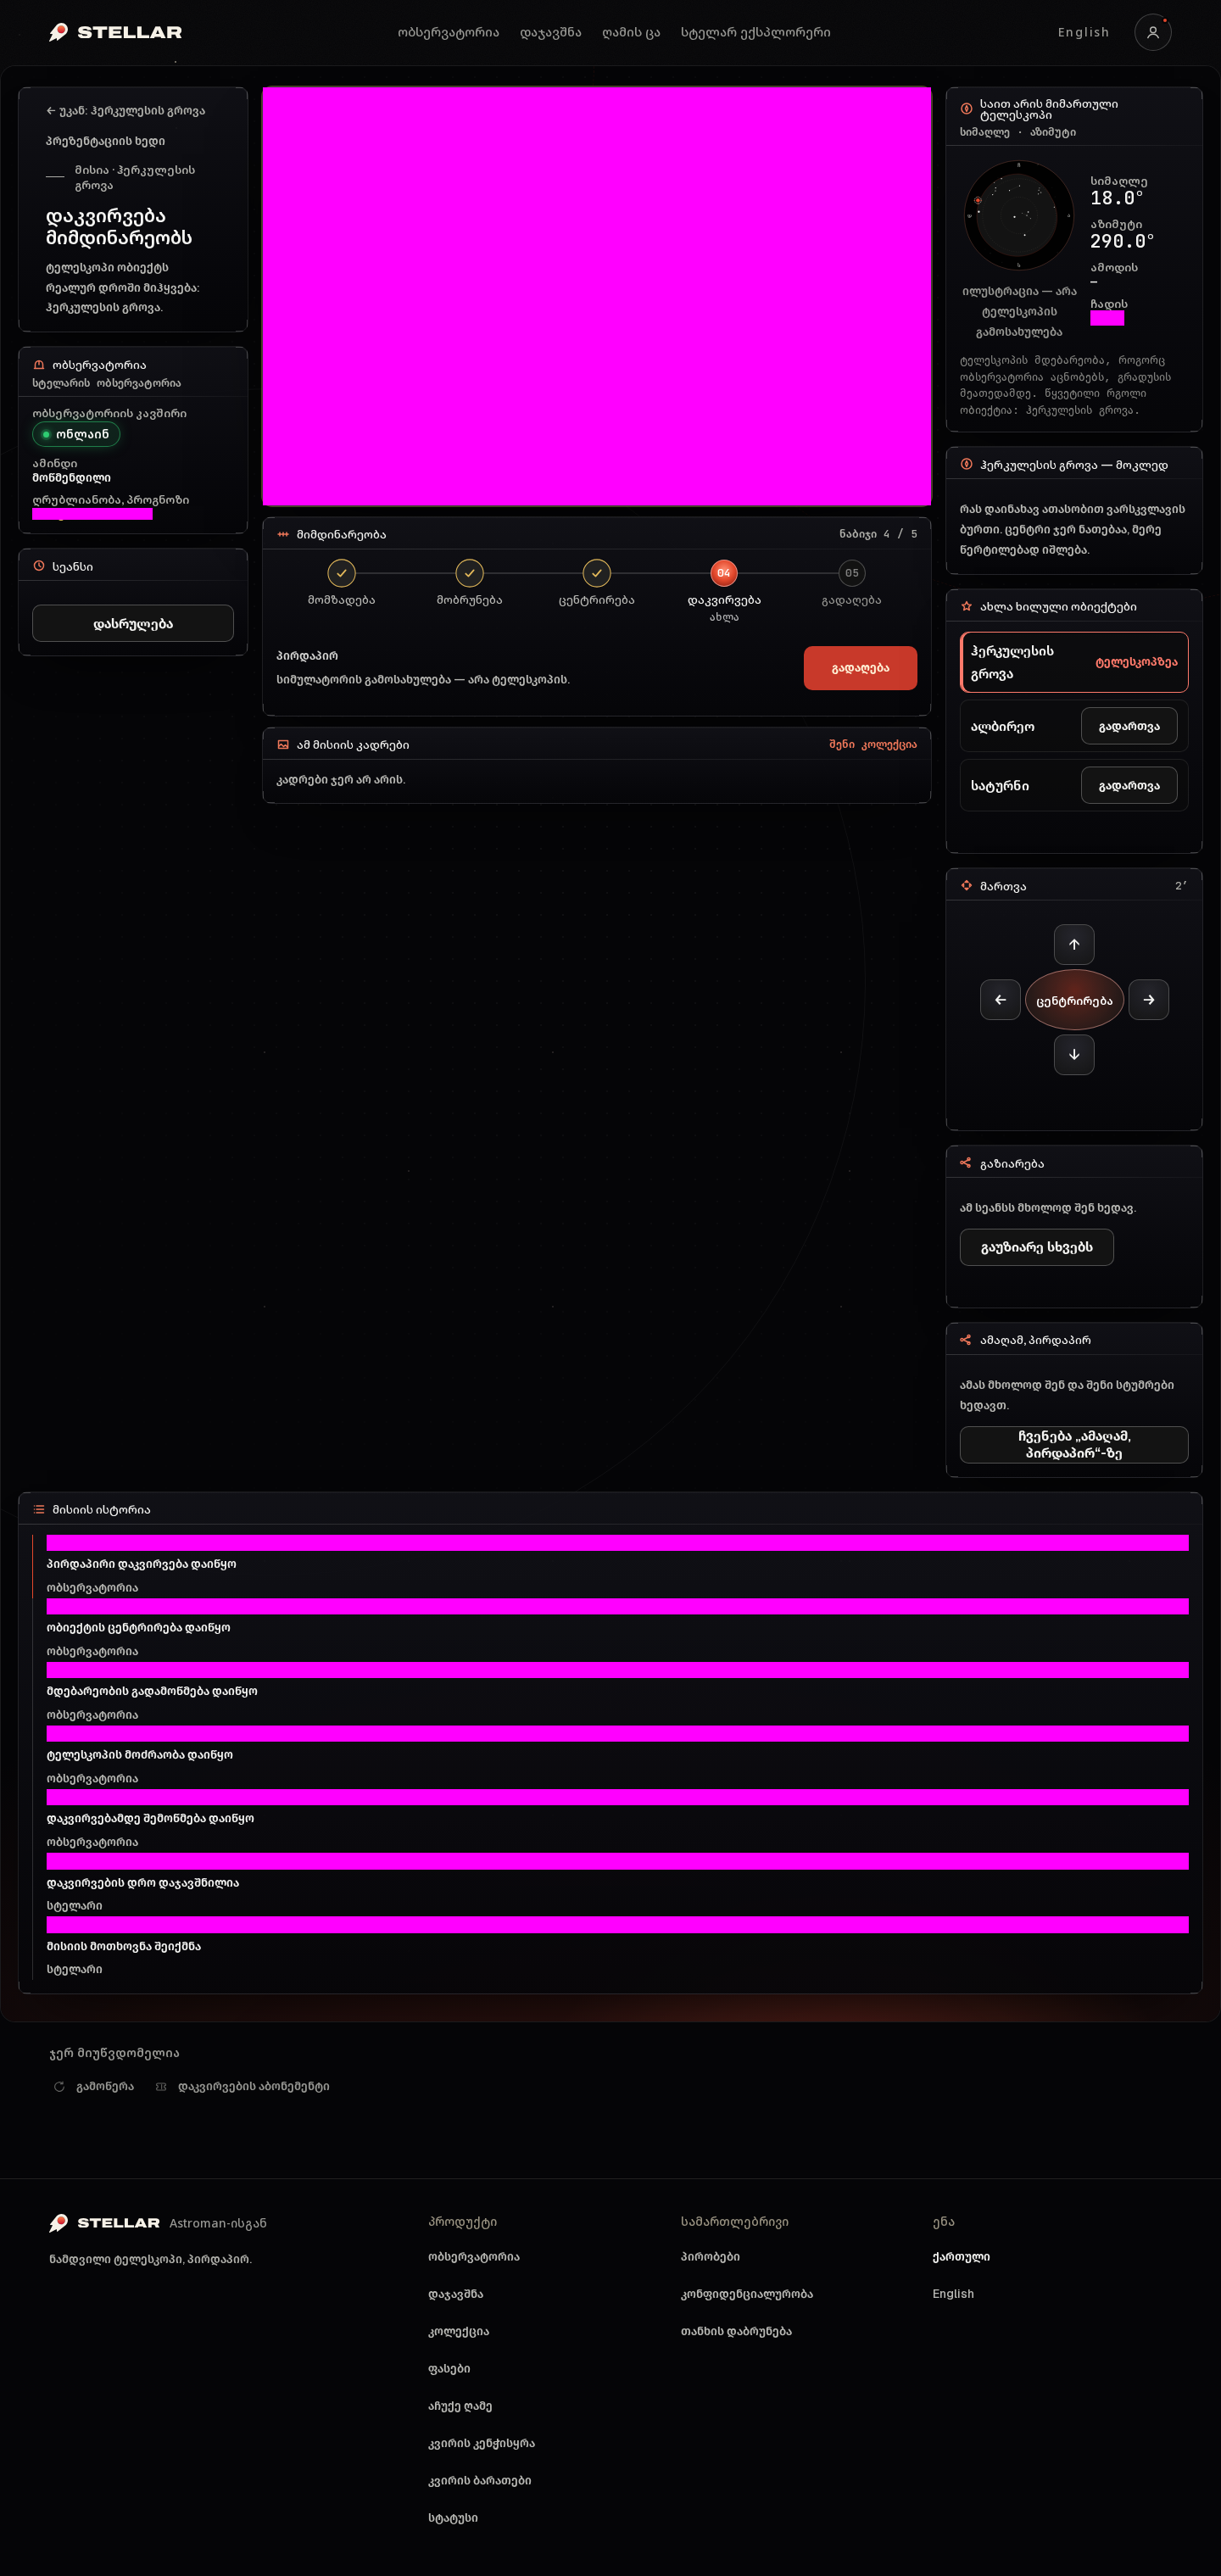 STELLAR
ობსერვატორია
დაჯავშნა
ღამის ცა
სტელარ ექსპლორერი
English
← უკან: ჰერკულესის გროვა
პრეზენტაციის ხედი
მისია · ჰერკულესის
გროვა
დაკვირვება
მიმდინარეობს
ტელესკოპი ობიექტს
რეალურ დროში მიჰყვება:
ჰერკულესის გროვა.
ობსერვატორია
სტელარის ობსერვატორია
ობსერვატორიის კავშირი
ონლაინ
ამინდი
მოწმენდილი
ღრუბლიანობა, პროგნოზი
სეანსი
დასრულება
მიმდინარეობა
ნაბიჯი 4 / 5
04
05
მომზადება
მობრუნება
ცენტრირება
დაკვირვება
გადაღება
ახლა
პირდაპირ
სიმულატორის გამოსახულება — არა ტელესკოპის.
გადაღება
ამ მისიის კადრები
შენი კოლექცია
კადრები ჯერ არ არის.
საით არის მიმართული
ტელესკოპი
სიმაღლე · აზიმუტი
სიმაღლე
18.0°
აზიმუტი
290.0°
ამოდის
—
ჩადის
ილუსტრაცია — არა
ტელესკოპის
გამოსახულება
ტელესკოპის მდებარეობა, როგორც
ობსერვატორია აცნობებს, გრადუსის
მეათედამდე. წყვეტილი რგოლი
ობიექტია: ჰერკულესის გროვა.
ჰერკულესის გროვა — მოკლედ
რას დაინახავ ათასობით ვარსკვლავის
ბურთი. ცენტრი ჯერ ნათებაა, მერე
წერტილებად იშლება.
ახლა ხილული ობიექტები
ჰერკულესის
გროვა
ტელესკოპზეა
ალბირეო
გადართვა
სატურნი
გადართვა
მართვა
2′
↑
←
ცენტრირება
→
↓
გაზიარება
ამ სეანსს მხოლოდ შენ ხედავ.
გაუზიარე სხვებს
ამაღამ, პირდაპირ
ამას მხოლოდ შენ და შენი სტუმრები
ხედავთ.
ჩვენება „ამაღამ,
პირდაპირ“-ზე
მისიის ისტორია
პირდაპირი დაკვირვება დაიწყო
ობსერვატორია
ობიექტის ცენტრირება დაიწყო
ობსერვატორია
მდებარეობის გადამოწმება დაიწყო
ობსერვატორია
ტელესკოპის მოძრაობა დაიწყო
ობსერვატორია
დაკვირვებამდე შემოწმება დაიწყო
ობსერვატორია
დაკვირვების დრო დაჯავშნილია
სტელარი
მისიის მოთხოვნა შეიქმნა
სტელარი
ჯერ მიუწვდომელია
გამოწერა
დაკვირვების აბონემენტი
STELLAR Astroman-ისგან
ნამდვილი ტელესკოპი, პირდაპირ.
პროდუქტი
ობსერვატორია
დაჯავშნა
კოლექცია
ფასები
აჩუქე ღამე
კვირის კენჭისყრა
კვირის ბარათები
სტატუსი
სამართლებრივი
პირობები
კონფიდენციალურობა
თანხის დაბრუნება
ენა
ქართული
English